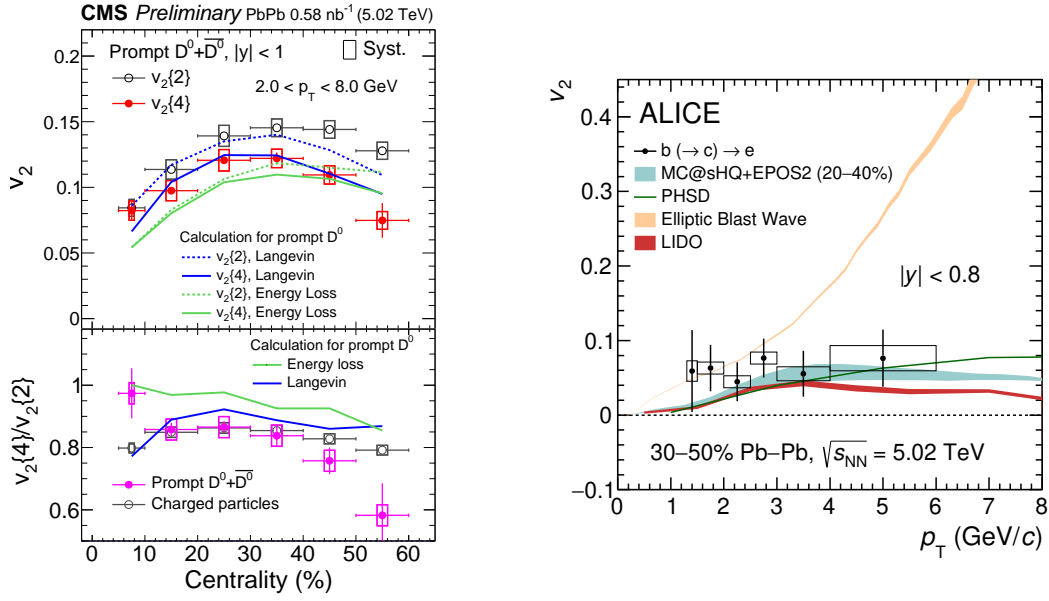 CMS Preliminary PbPb 0.58 nb⁻¹ (5.02 TeV)
0.2
Prompt D⁰+D̅⁰, |y| < 1
Syst.
v₂{2}
2.0 < p_T < 8.0 GeV
v₂{4}
0.15
v₂
0.1
0.05
Calculation for prompt D⁰
v₂{2}, Langevin
v₂{4}, Langevin
v₂{2}, Energy Loss
v₂{4}, Energy Loss
0
Calculation for prompt D⁰
Energy loss
Langevin
1
v₂{4}/v₂{2}
0.8
Prompt D⁰+D̅⁰
Charged particles
0.6
0 10 20 30 40 50 60
Centrality (%)
v₂
ALICE
0.4
b (→ c) → e
MC@sHQ+EPOS2 (20–40%)
PHSD
Elliptic Blast Wave
LIDO
0.3
0.2
|y| < 0.8
0.1
0
30–50% Pb–Pb, √s_NN = 5.02 TeV
−0.1
0 1 2 3 4 5 6 7 8
p_T (GeV/c)